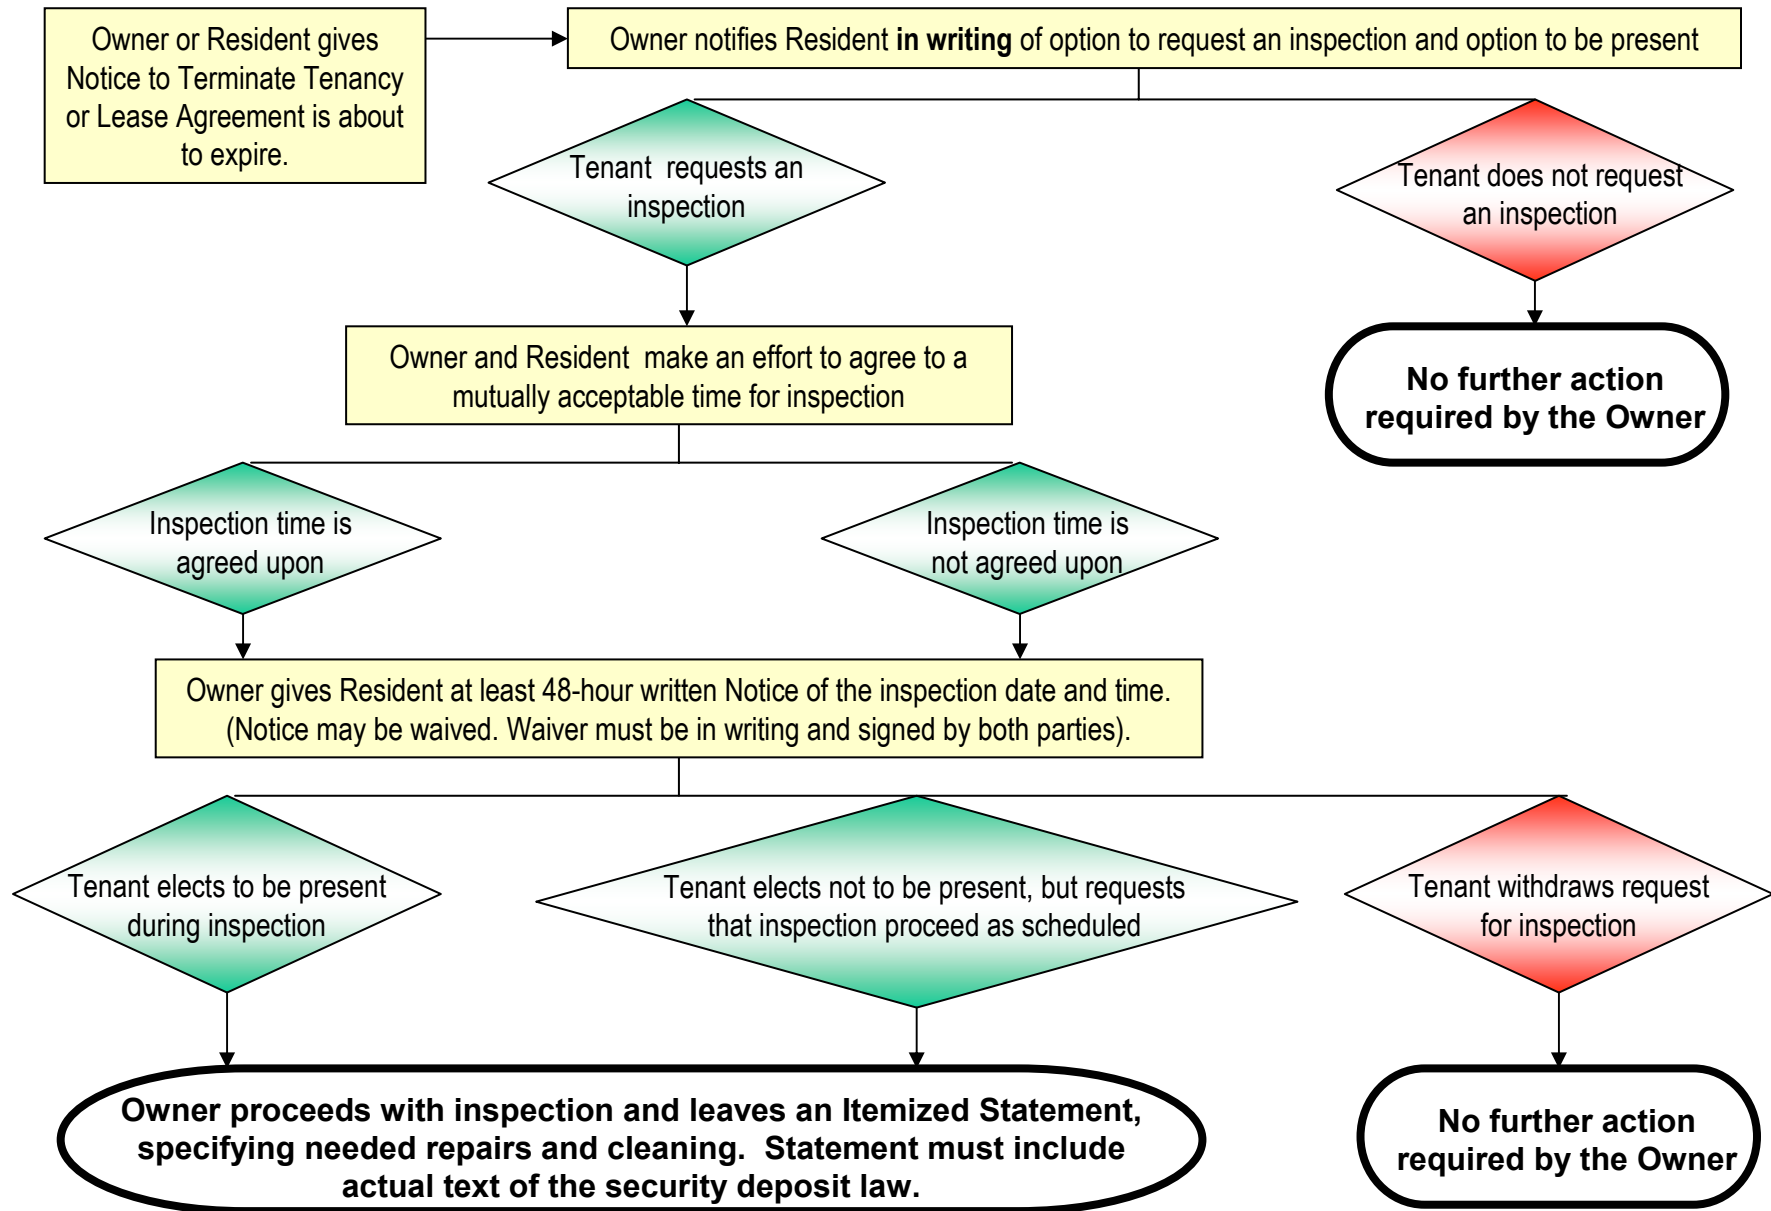 Owner or Resident gives
Notice to Terminate Tenancy
or Lease Agreement is about
to expire.
Owner notifies Resident in writing of option to request an inspection and option to be present
Tenant requests an
inspection
Tenant does not request
an inspection
Owner and Resident make an effort to agree to a
mutually acceptable time for inspection
No further action
required by the Owner
Inspection time is
agreed upon
Inspection time is
not agreed upon
Owner gives Resident at least 48-hour written Notice of the inspection date and time.
(Notice may be waived. Waiver must be in writing and signed by both parties).
Tenant elects to be present
during inspection
Tenant elects not to be present, but requests
that inspection proceed as scheduled
Tenant withdraws request
for inspection
Owner proceeds with inspection and leaves an Itemized Statement,
specifying needed repairs and cleaning. Statement must include
actual text of the security deposit law.
No further action
required by the Owner